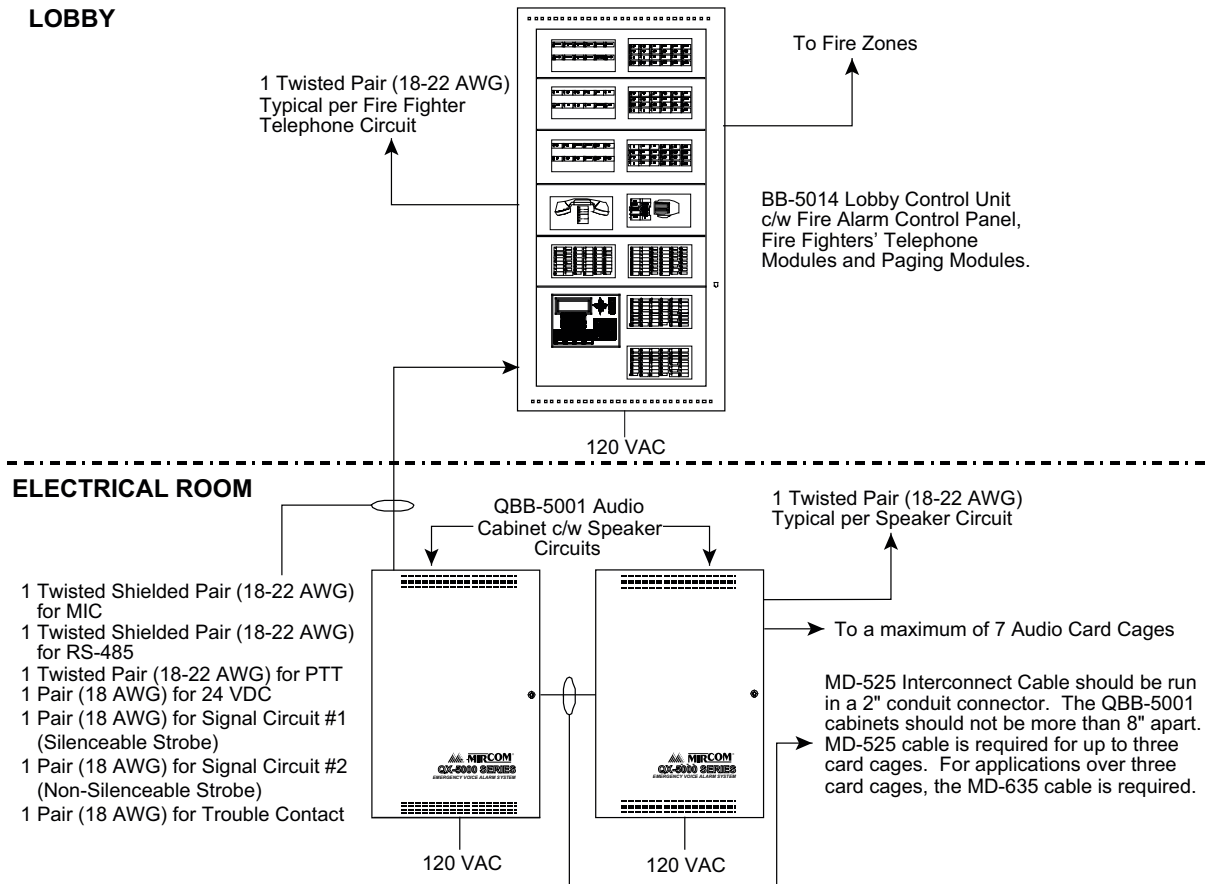 LOBBY
To Fire Zones
1 Twisted Pair (18-22 AWG)
Typical per Fire Fighter
Telephone Circuit
BB-5014 Lobby Control Unit
c/w Fire Alarm Control Panel,
Fire Fighters' Telephone
Modules and Paging Modules.
120 VAC
ELECTRICAL ROOM
QBB-5001 Audio
Cabinet c/w Speaker
Circuits
1 Twisted Pair (18-22 AWG)
Typical per Speaker Circuit
1 Twisted Shielded Pair (18-22 AWG)
for MIC
1 Twisted Shielded Pair (18-22 AWG)
for RS-485
1 Twisted Pair (18-22 AWG) for PTT
1 Pair (18 AWG) for 24 VDC
1 Pair (18 AWG) for Signal Circuit #1
(Silenceable Strobe)
1 Pair (18 AWG) for Signal Circuit #2
(Non-Silenceable Strobe)
1 Pair (18 AWG) for Trouble Contact
To a maximum of 7 Audio Card Cages
MD-525 Interconnect Cable should be run
in a 2" conduit connector. The QBB-5001
cabinets should not be more than 8" apart.
MD-525 cable is required for up to three
card cages. For applications over three
card cages, the MD-635 cable is required.
MIRCOM
QX-5000 SERIES
EMERGENCY VOICE ALARM SYSTEM
MIRCOM
QX-5000 SERIES
EMERGENCY VOICE ALARM SYSTEM
120 VAC
120 VAC